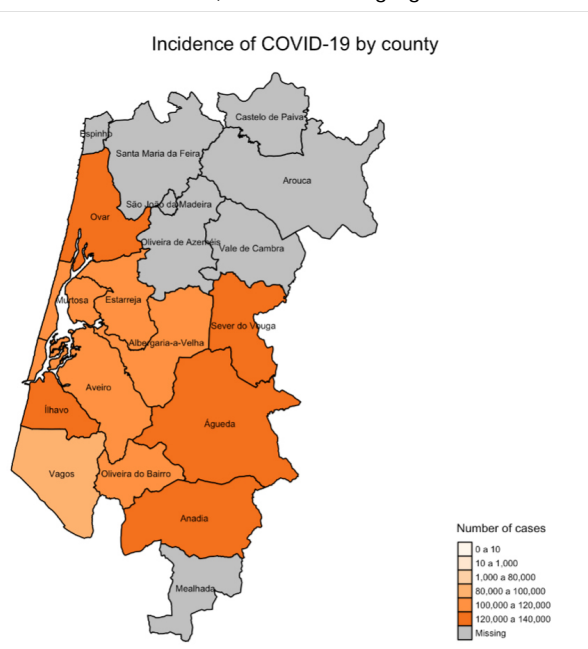 Incidence of COVID-19 by county
Castelo de Paiva
Espinho
Santa Maria da Feira
Arouca
São João da Madeira
Ovar
Oliveira de Azeméis
Vale de Cambra
Murtosa
Estarreja
Sever do Vouga
Albergaria-a-Velha
Aveiro
Ílhavo
Águeda
Vagos
Oliveira do Bairro
Anadia
Mealhada
Number of cases
0 a 10
10 a 1,000
1,000 a 80,000
80,000 a 100,000
100,000 a 120,000
120,000 a 140,000
Missing